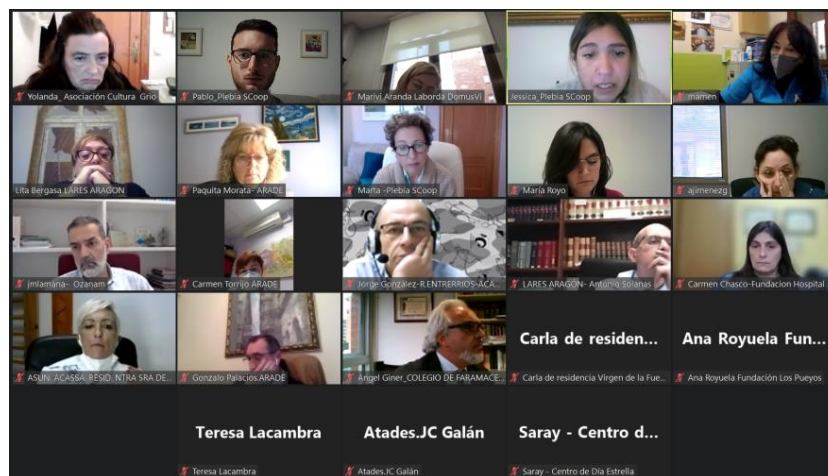 Yolanda_ Asociación Cultura Grio
Pablo_Plebia SCoop
Marivi Aranda Laborda DomusVi
Jessica_Plebia SCoop
mamen
Lita Bergasa LARES ARAGON
Paquita Morata- ARADE
Marta -Plebia SCoop
María Royo
ajimenezg
jmlamana- Ozanam
Carmen Torrijo ARADE
Jorge González-R.ENTRERRIOS-ACA...
LARES ARAGON- Antonio Solanas
Carmen Chasco-Fundacion Hospital
ASUN. ACASSA. RESID. NTRA SRA DE...
Gonzalo Palacios ARADE
Angel Giner_COLEGIO DE FARAMACE...
Carla de residen...
Carla de residencia Virgen de la Fue...
Ana Royuela Fun...
Ana Royuela Fundación Los Pueyos
Teresa Lacambra
Teresa Lacambra
Atades.JC Galán
Atades.JC Galán
Saray - Centro d...
Saray - Centro de Día Estrella